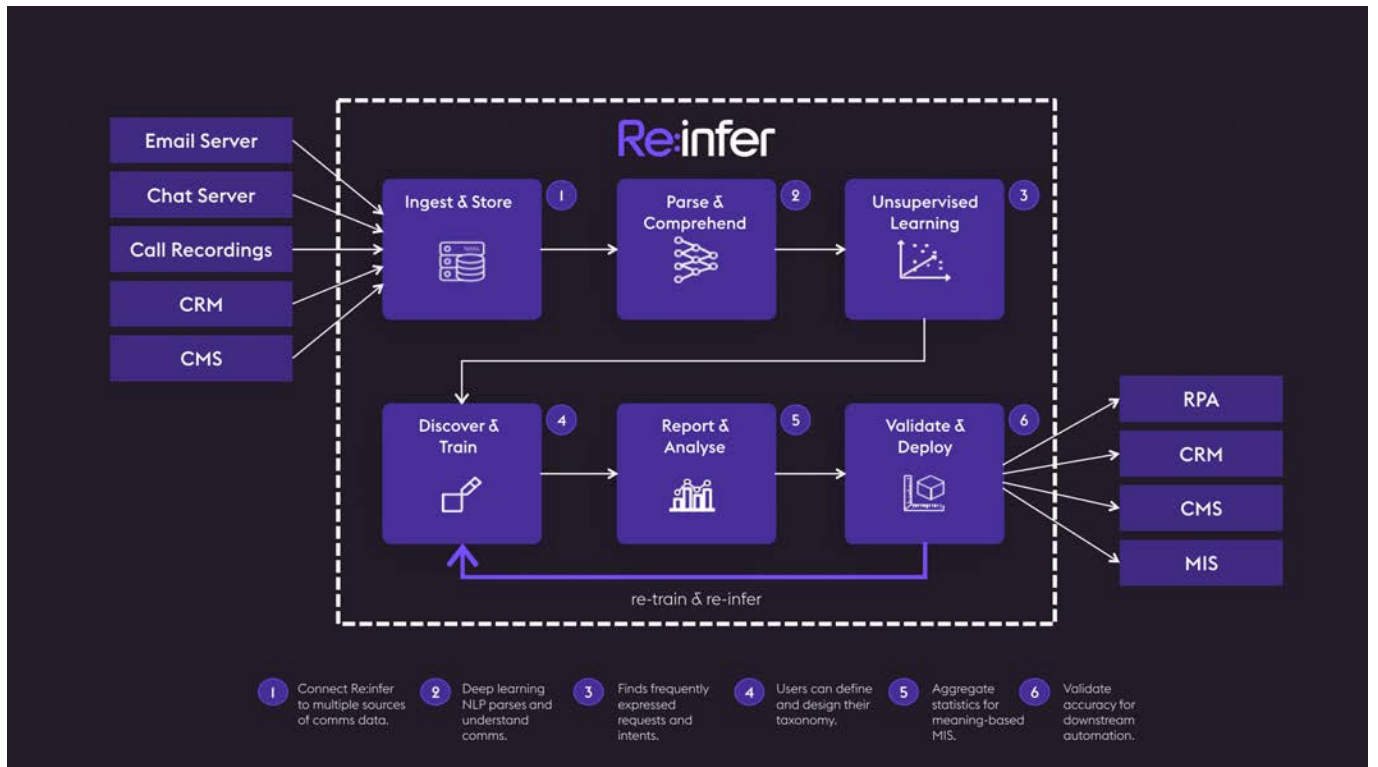 Re:infer
Email Server
Chat Server
Call Recordings
CRM
CMS
Ingest & Store
1
Parse &
Comprehend
2
Unsupervised
Learning
3
Discover &
Train
4
Report &
Analyse
5
Validate &
Deploy
6
re-train & re-infer
RPA
CRM
CMS
MIS
1
Connect Re:infer
to multiple sources
of comms data.
2
Deep learning
NLP parses and
understand
comms.
3
Finds frequently
expressed
requests and
intents.
4
Users can define
and design their
taxonomy.
5
Aggregate
statistics for
meaning-based
MIS.
6
Validate
accuracy for
downstream
automation.